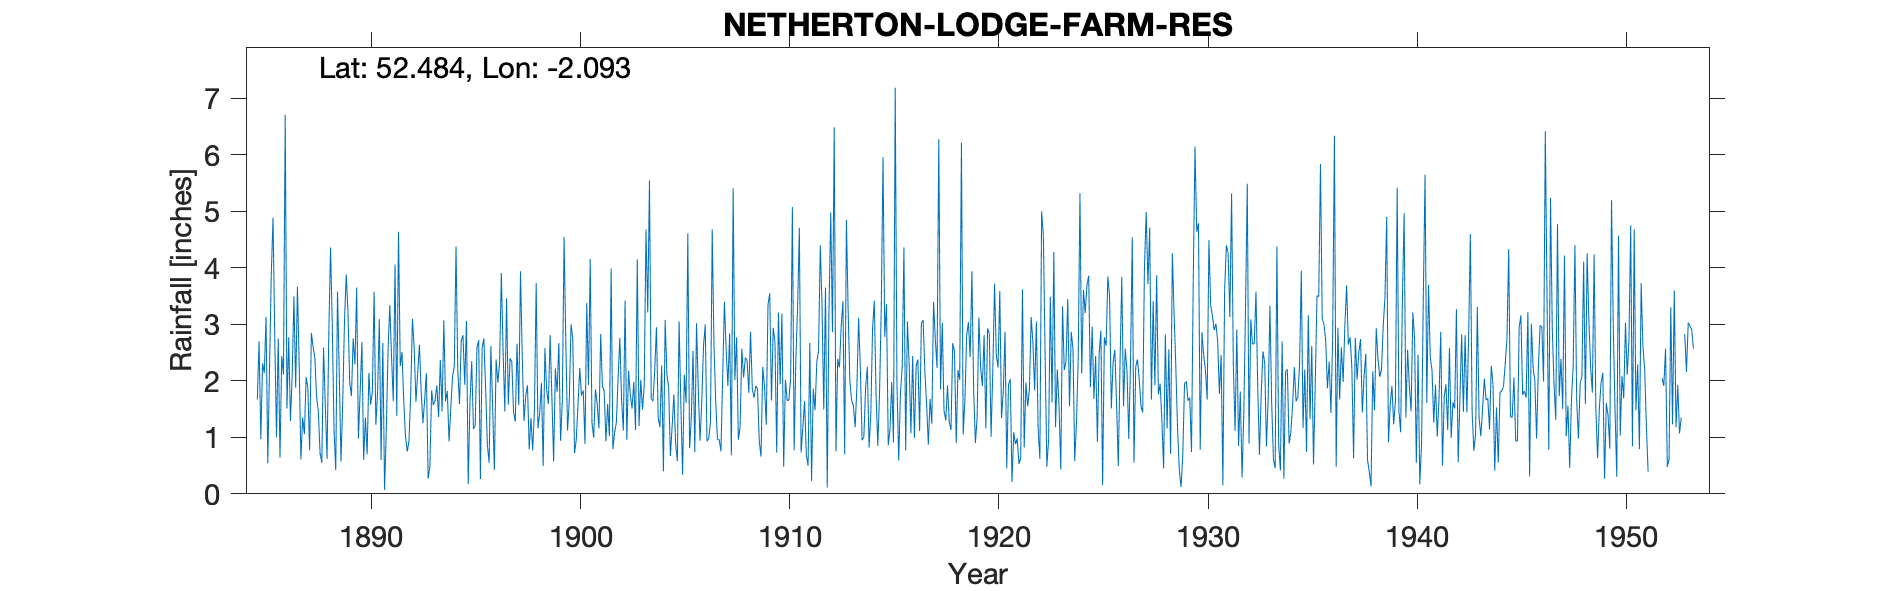 NETHERTON-LODGE-FARM-RES
Lat: 52.484, Lon: -2.093
7
6
5
4
3
2
1
0
Rainfall [inches]
1890 1900 1910 1920 1930 1940 1950
Year